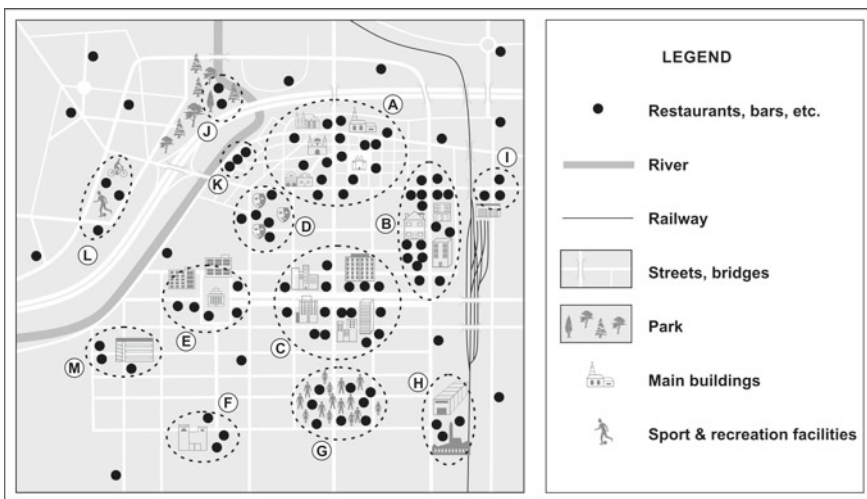 A
J
K
I
B
D
L
E
C
M
F
H
G
LEGEND
Restaurants, bars, etc.
River
Railway
Streets, bridges
Park
Main buildings
Sport & recreation facilities